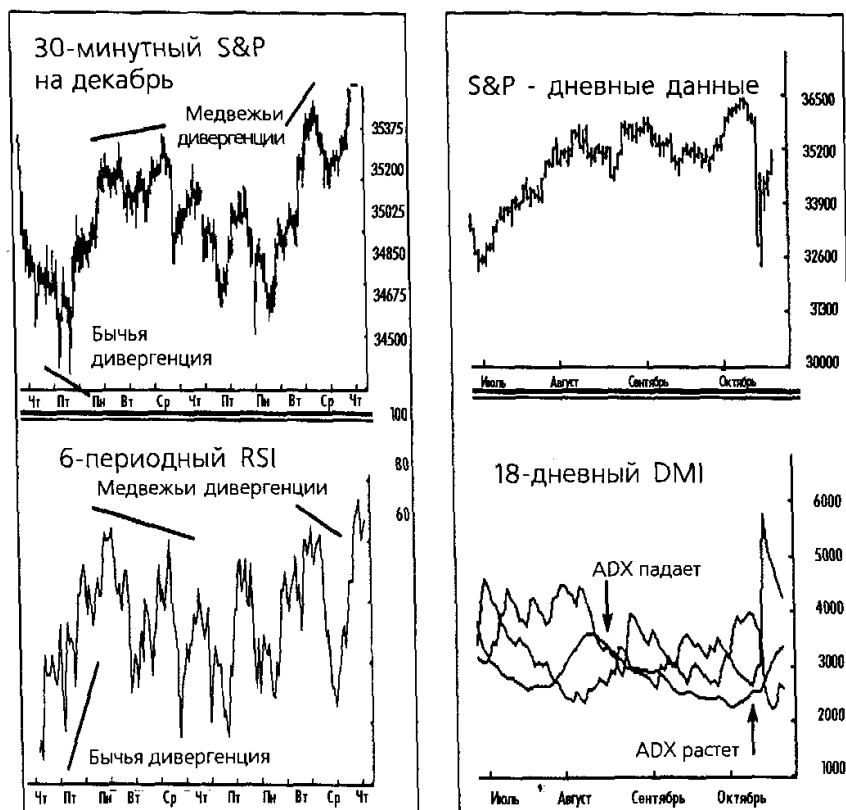 30-минутный S&P
на декабрь
Медвежьи
дивергенции
35375
35200
35025
34850
34675
34500
Бычья
дивергенция
Чт Пт Пн Вт Ср Чт Пт Пн Вт Ср Чт
100
6-периодный RSI
80
Медвежьи дивергенции
60
Бычья дивергенция
Чт Пт Пн Вт Ср Чт Пт Пн Вт Ср Чт
S&P - дневные данные
36500
35200
33900
32600
31300
30000
Июль Август Сентябрь Октябрь
18-дневный DMI
6000
5000
ADX падает
4000
3000
2000
ADX растет
1000
Июль Август Сентябрь Октябрь